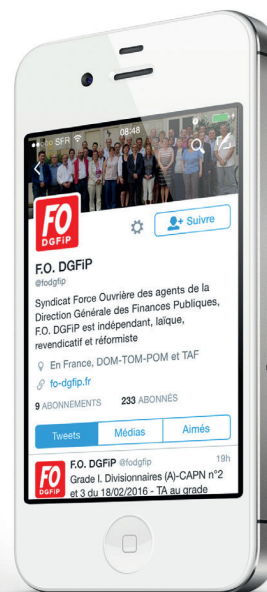 SFR 08:48
FO
DGFiP
Suivre
F.O. DGFiP
@fodgfip
Syndicat Force Ouvrière des agents de la
Direction Générale des Finances Publiques,
F.O. DGFiP est indépendant, laïque,
revendicatif et réformiste
En France, DOM-TOM-POM et TAF
fo-dgfip.fr
9 ABONNEMENTS 233 ABONNÉS
Tweets Médias Aimés
FO
DGFiP
F.O. DGFiP @fodgfip 19h
Grade I. Divisionnaires (A)-CAPN n°2
et 3 du 18/02/2016 - TA au grade